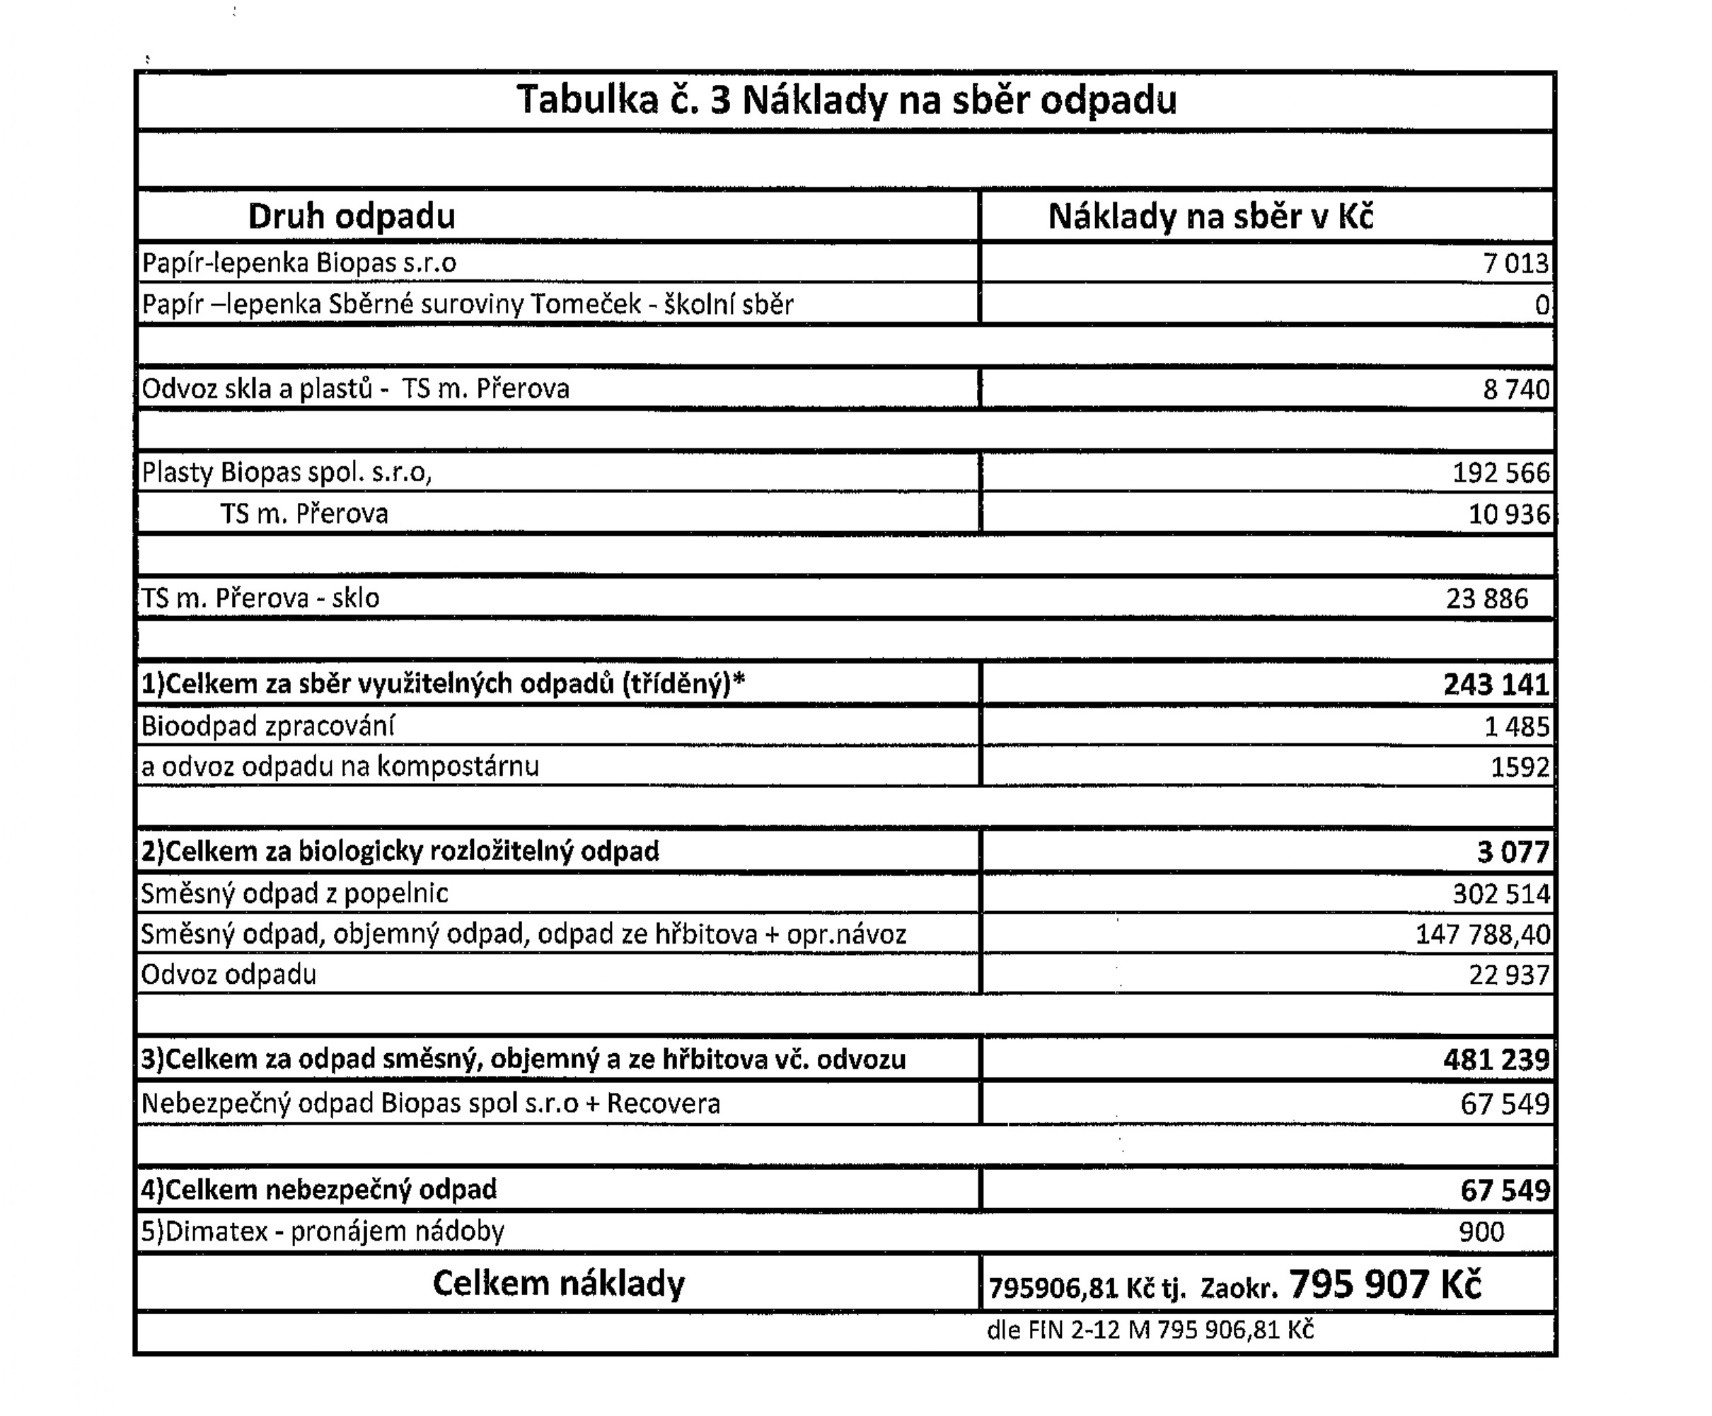 Tabulka č. 3 Náklady na sběr odpadu
Druh odpadu Náklady na sběr v Kč
Papír-lepenka Biopas s.r.o 7 013
Papír –lepenka Sběrné suroviny Tomeček - školní sběr 0
Odvoz skla a plastů - TS m. Přerova 8 740
Plasty Biopas spol. s.r.o, 192 566
TS m. Přerova 10 936
TS m. Přerova - sklo 23 886
1)Celkem za sběr využitelných odpadů (tříděný)* 243 141
Bioodpad zpracování 1 485
a odvoz odpadu na kompostárnu 1592
2)Celkem za biologicky rozložitelný odpad 3 077
Směsný odpad z popelnic 302 514
Směsný odpad, objemný odpad, odpad ze hřbitova + opr.návoz 147 788,40
Odvoz odpadu 22 937
3)Celkem za odpad směsný, objemný a ze hřbitova vč. odvozu 481 239
Nebezpečný odpad Biopas spol s.r.o + Recovera 67 549
4)Celkem nebezpečný odpad 67 549
5)Dimatex - pronájem nádoby 900
Celkem náklady 795906,81 Kč tj. Zaokr. 795 907 Kč
dle FIN 2-12 M 795 906,81 Kč